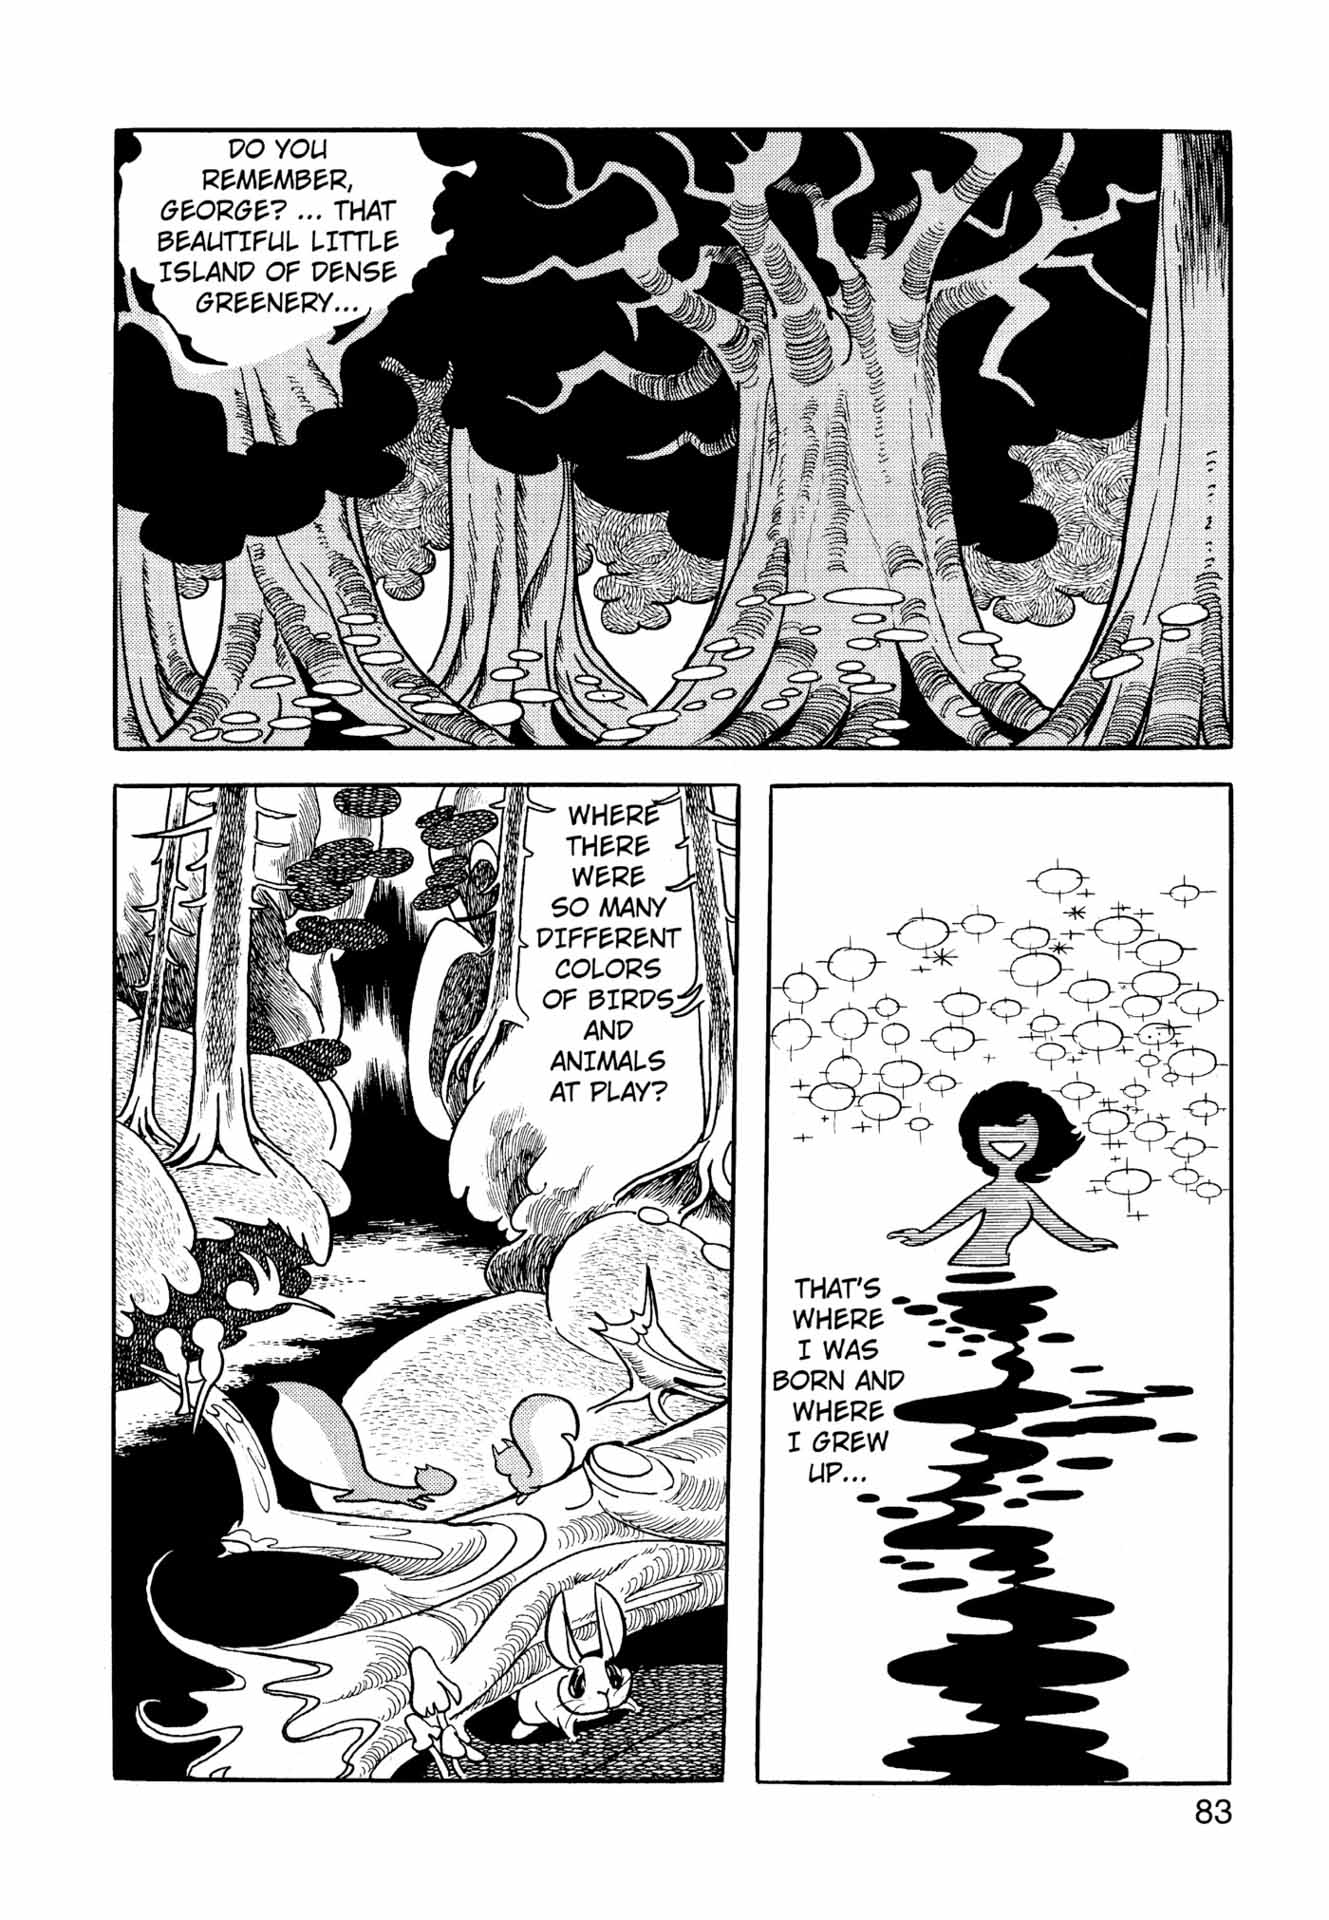 DO YOU
REMEMBER,
GEORGE? ... THAT
BEAUTIFUL LITTLE
ISLAND OF DENSE
GREENERY...
WHERE
THERE
WERE
SO MANY
DIFFERENT
COLORS
OF BIRDS
AND
ANIMALS
AT PLAY?
THAT'S
WHERE
I WAS
BORN AND
WHERE
I GREW
UP...
83